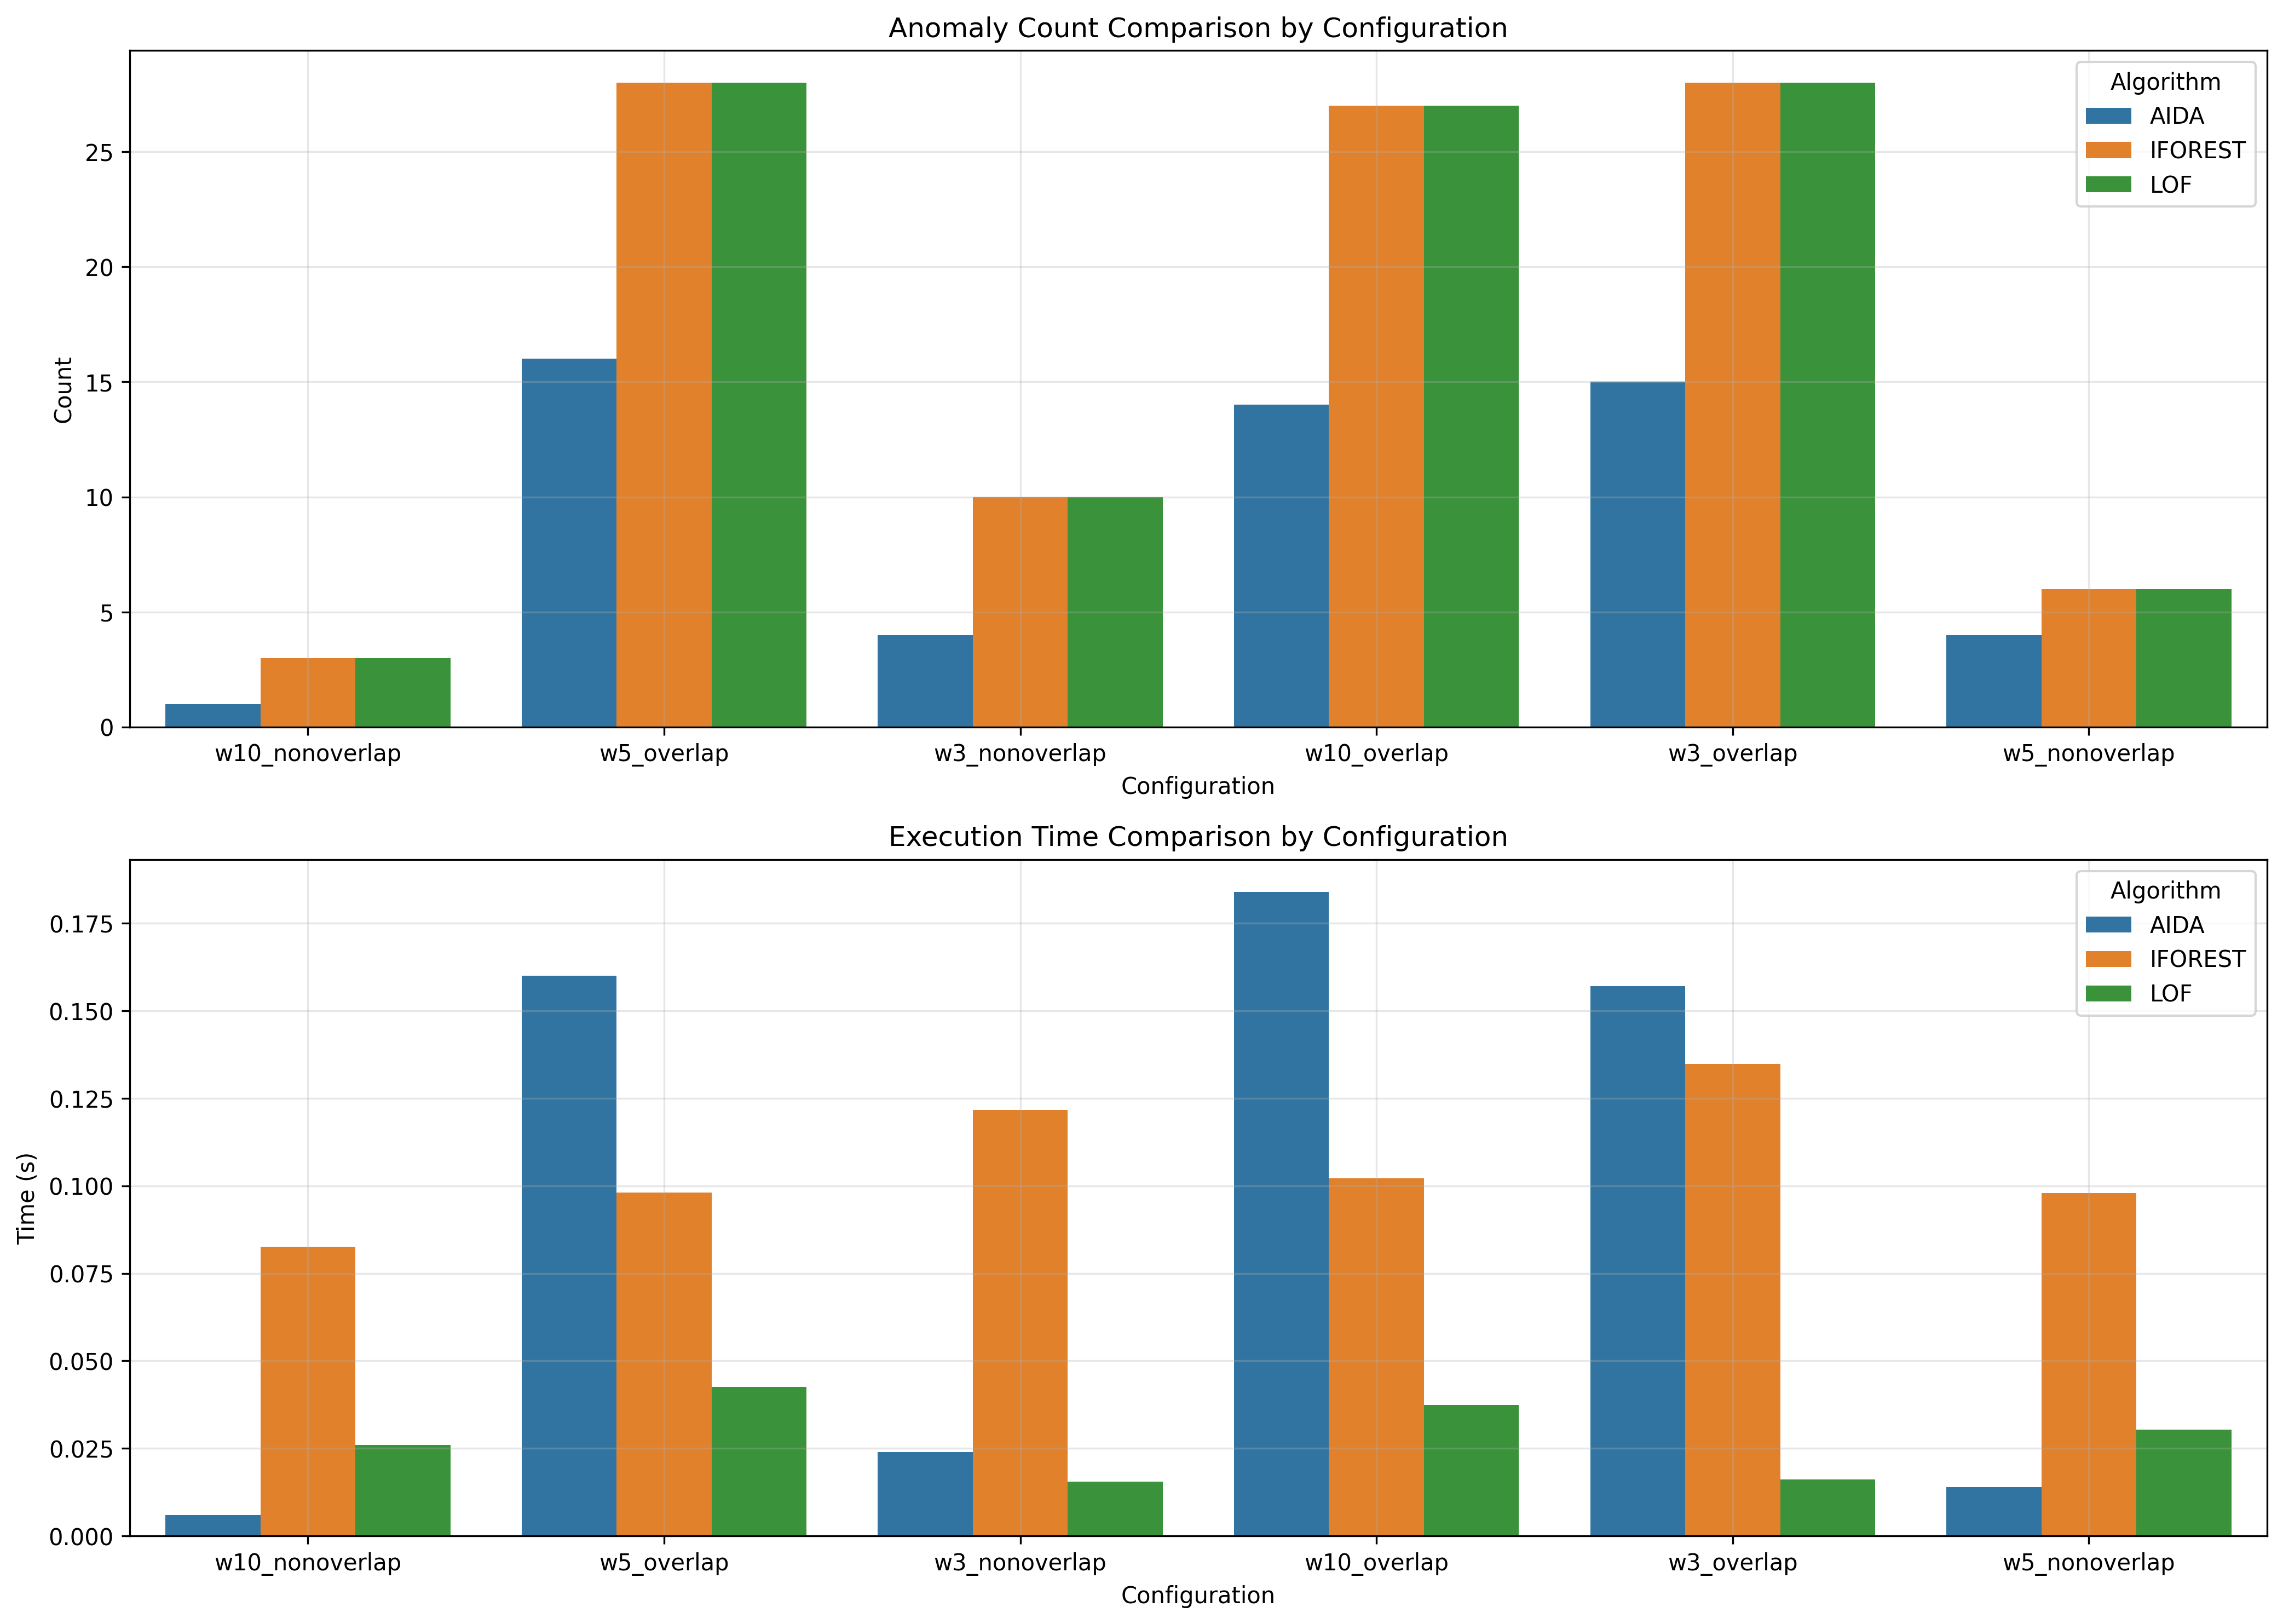 Anomaly Count Comparison by Configuration
Count
25
20
15
10
5
0
Algorithm
AIDA
IFOREST
LOF
w10_nonoverlap w5_overlap w3_nonoverlap w10_overlap w3_overlap w5_nonoverlap
Configuration
Execution Time Comparison by Configuration
Time (s)
0.175
0.150
0.125
0.100
0.075
0.050
0.025
0.000
Algorithm
AIDA
IFOREST
LOF
w10_nonoverlap w5_overlap w3_nonoverlap w10_overlap w3_overlap w5_nonoverlap
Configuration